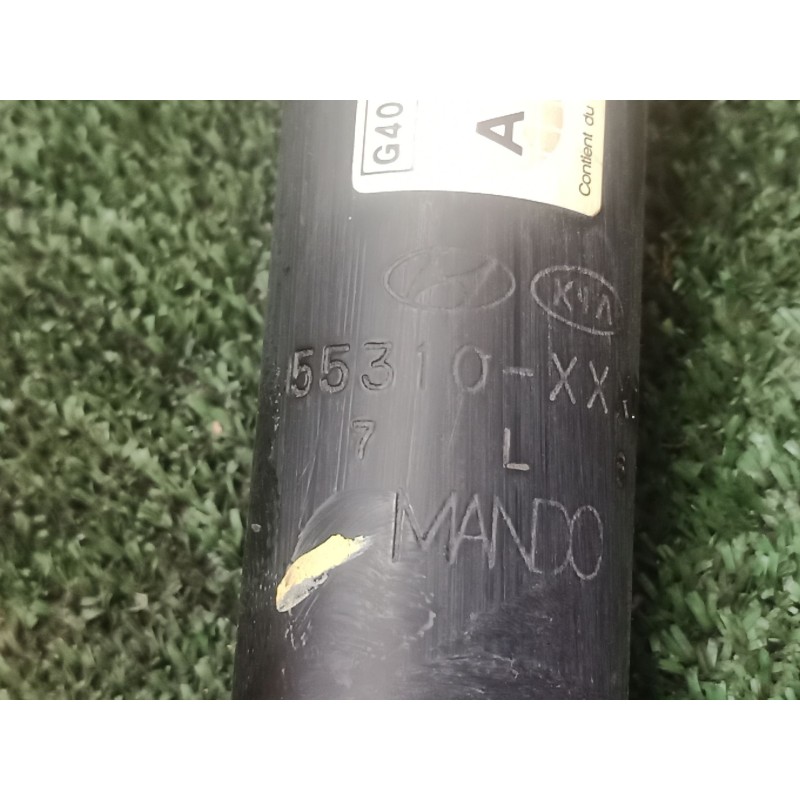 G40
A
Contient du
KIA
55310-XX
7 L
MANDO